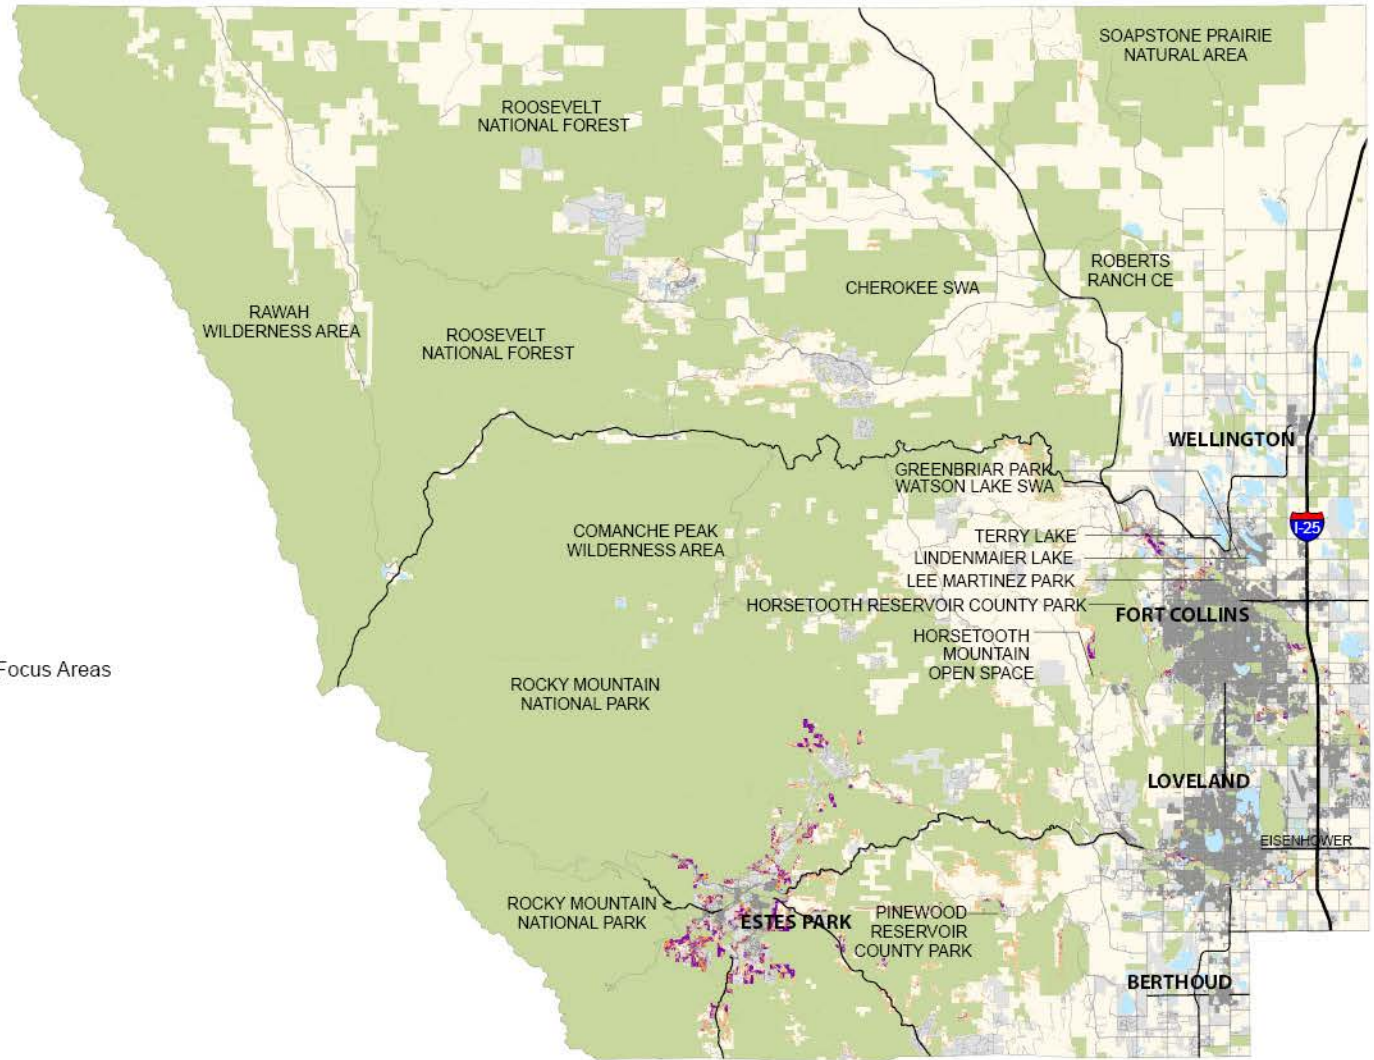 SOAPSTONE PRAIRIE
NATURAL AREA
ROOSEVELT
NATIONAL FOREST
ROBERTS
RANCH CE
CHEROKEE SWA
RAWAH
WILDERNESS AREA
ROOSEVELT
NATIONAL FOREST
WELLINGTON
GREENBRIAR PARK
WATSON LAKE SWA
I-25
COMANCHE PEAK
WILDERNESS AREA
TERRY LAKE
LINDENMAIER LAKE
LEE MARTINEZ PARK
HORSETOOTH RESERVOIR COUNTY PARK
FORT COLLINS
HORSETOOTH
MOUNTAIN
OPEN SPACE
Focus Areas
ROCKY MOUNTAIN
NATIONAL PARK
LOVELAND
EISENHOWER
ROCKY MOUNTAIN
NATIONAL PARK
ESTES PARK
PINEWOOD
RESERVOIR
COUNTY PARK
BERTHOUD